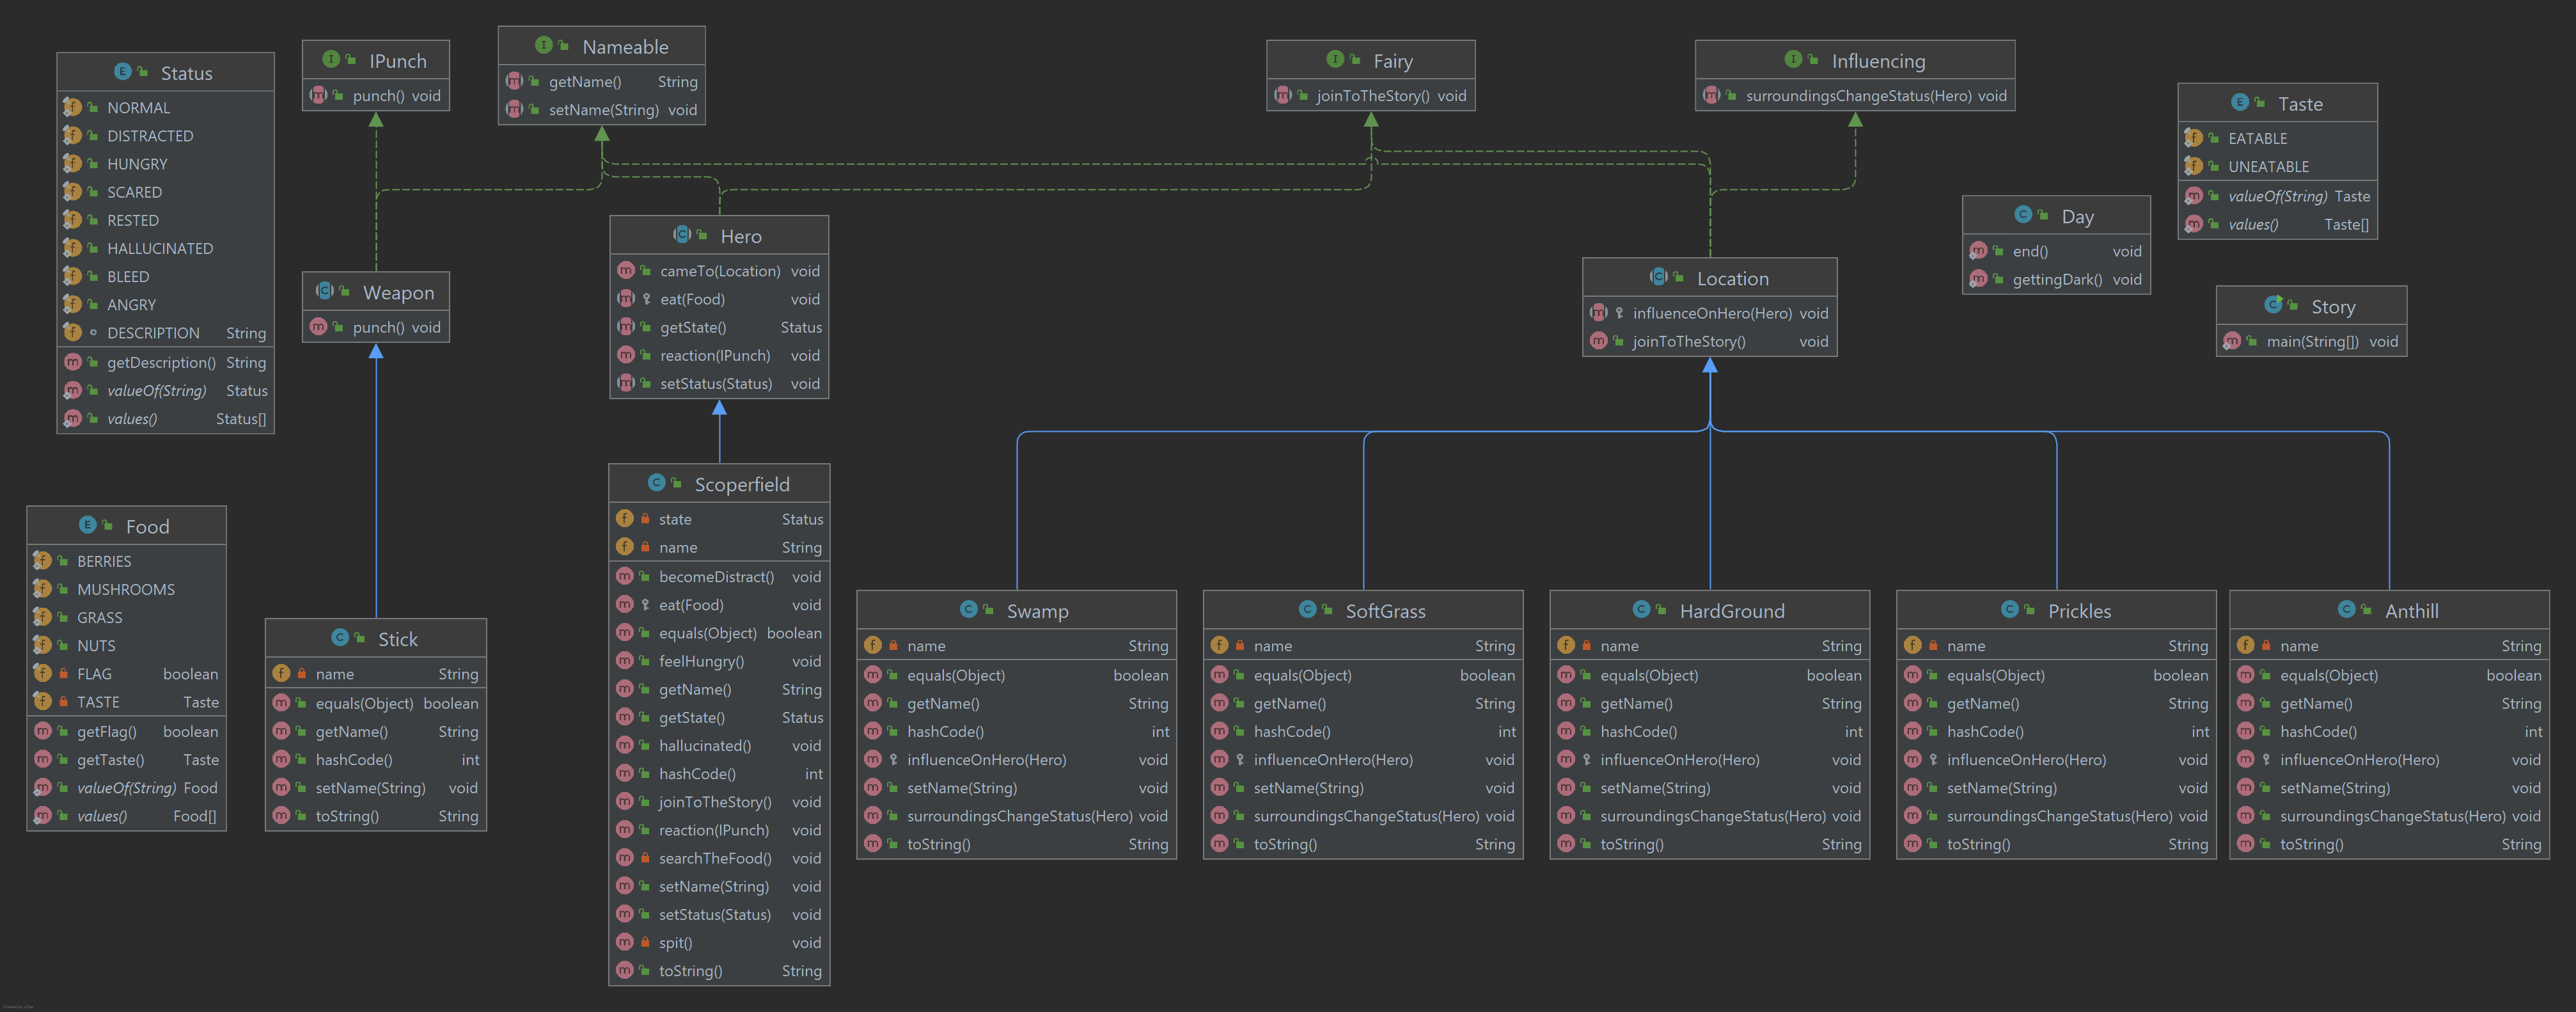 Status
NORMAL
DISTRACTED
HUNGRY
SCARED
RESTED
HALLUCINATED
BLEED
ANGRY
DESCRIPTION String
getDescription() String
valueOf(String) Status
values() Status[]
IPunch
punch() void
Nameable
getName() String
setName(String) void
Fairy
joinToTheStory() void
Influencing
surroundingsChangeStatus(Hero) void
Taste
EATABLE
UNEATABLE
valueOf(String) Taste
values() Taste[]
Weapon
punch() void
Hero
cameTo(Location) void
eat(Food) void
getState() Status
reaction(IPunch) void
setStatus(Status) void
Location
influenceOnHero(Hero) void
joinToTheStory() void
Day
end() void
gettingDark() void
Story
main(String[]) void
Food
BERRIES
MUSHROOMS
GRASS
NUTS
FLAG boolean
TASTE Taste
getFlag() boolean
getTaste() Taste
valueOf(String) Food
values() Food[]
Stick
name String
equals(Object) boolean
getName() String
hashCode() int
setName(String) void
toString() String
Scoperfield
state Status
name String
becomeDistract() void
eat(Food) void
equals(Object) boolean
feelHungry() void
getName() String
getState() Status
hallucinated() void
hashCode() int
joinToTheStory() void
reaction(IPunch) void
searchTheFood() void
setName(String) void
setStatus(Status) void
spit() void
toString() String
Swamp
name String
equals(Object) boolean
getName() String
hashCode() int
influenceOnHero(Hero) void
setName(String) void
surroundingsChangeStatus(Hero) void
toString() String
SoftGrass
name String
equals(Object) boolean
getName() String
hashCode() int
influenceOnHero(Hero) void
setName(String) void
surroundingsChangeStatus(Hero) void
toString() String
HardGround
name String
equals(Object) boolean
getName() String
hashCode() int
influenceOnHero(Hero) void
setName(String) void
surroundingsChangeStatus(Hero) void
toString() String
Prickles
name String
equals(Object) boolean
getName() String
hashCode() int
influenceOnHero(Hero) void
setName(String) void
surroundingsChangeStatus(Hero) void
toString() String
Anthill
name String
equals(Object) boolean
getName() String
hashCode() int
influenceOnHero(Hero) void
setName(String) void
surroundingsChangeStatus(Hero) void
toString() String